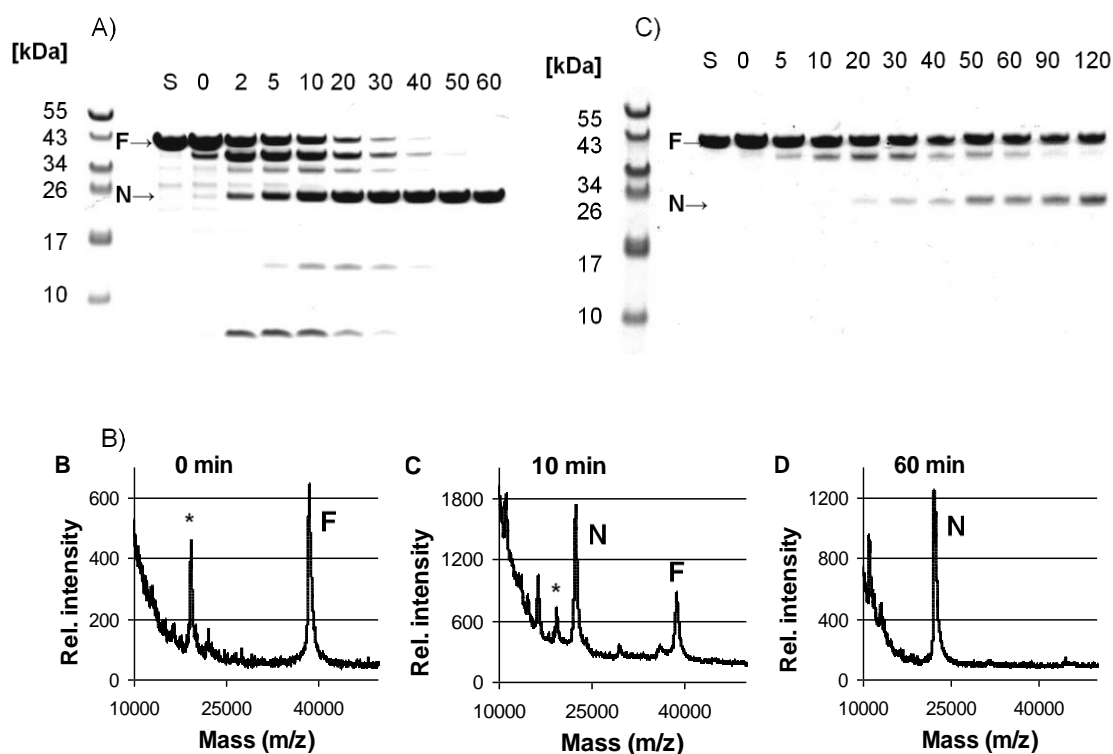 A)
[kDa]
S 0 2 5 10 20 30 40 50 60
55
43
34
26
17
10
F→
N→
C)
[kDa]
S 0 5 10 20 30 40 50 60 90 120
55
43
34
26
17
10
F→
N→
B)
B 0 min
Rel. intensity
600
400
200
0
* F
10000 25000 40000
Mass (m/z)
C 10 min
Rel. intensity
1800
1200
600
0
* N F
10000 25000 40000
Mass (m/z)
D 60 min
Rel. intensity
1200
800
400
0
N
10000 25000 40000
Mass (m/z)